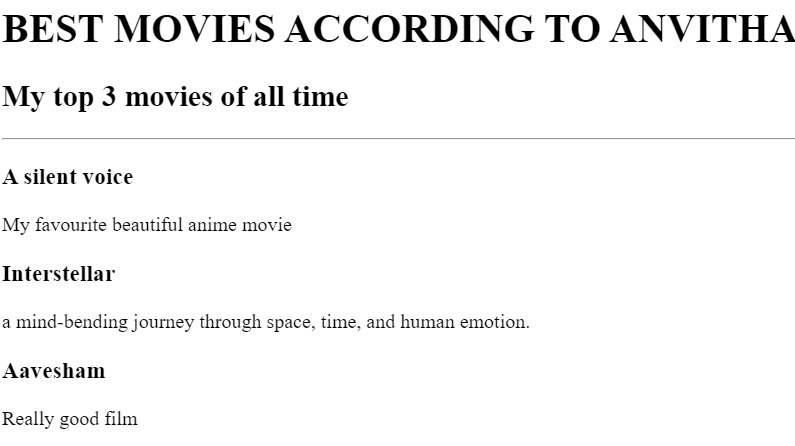 BEST MOVIES ACCORDING TO ANVITHA
My top 3 movies of all time
A silent voice
My favourite beautiful anime movie
Interstellar
a mind-bending journey through space, time, and human emotion.
Aavesham
Really good film